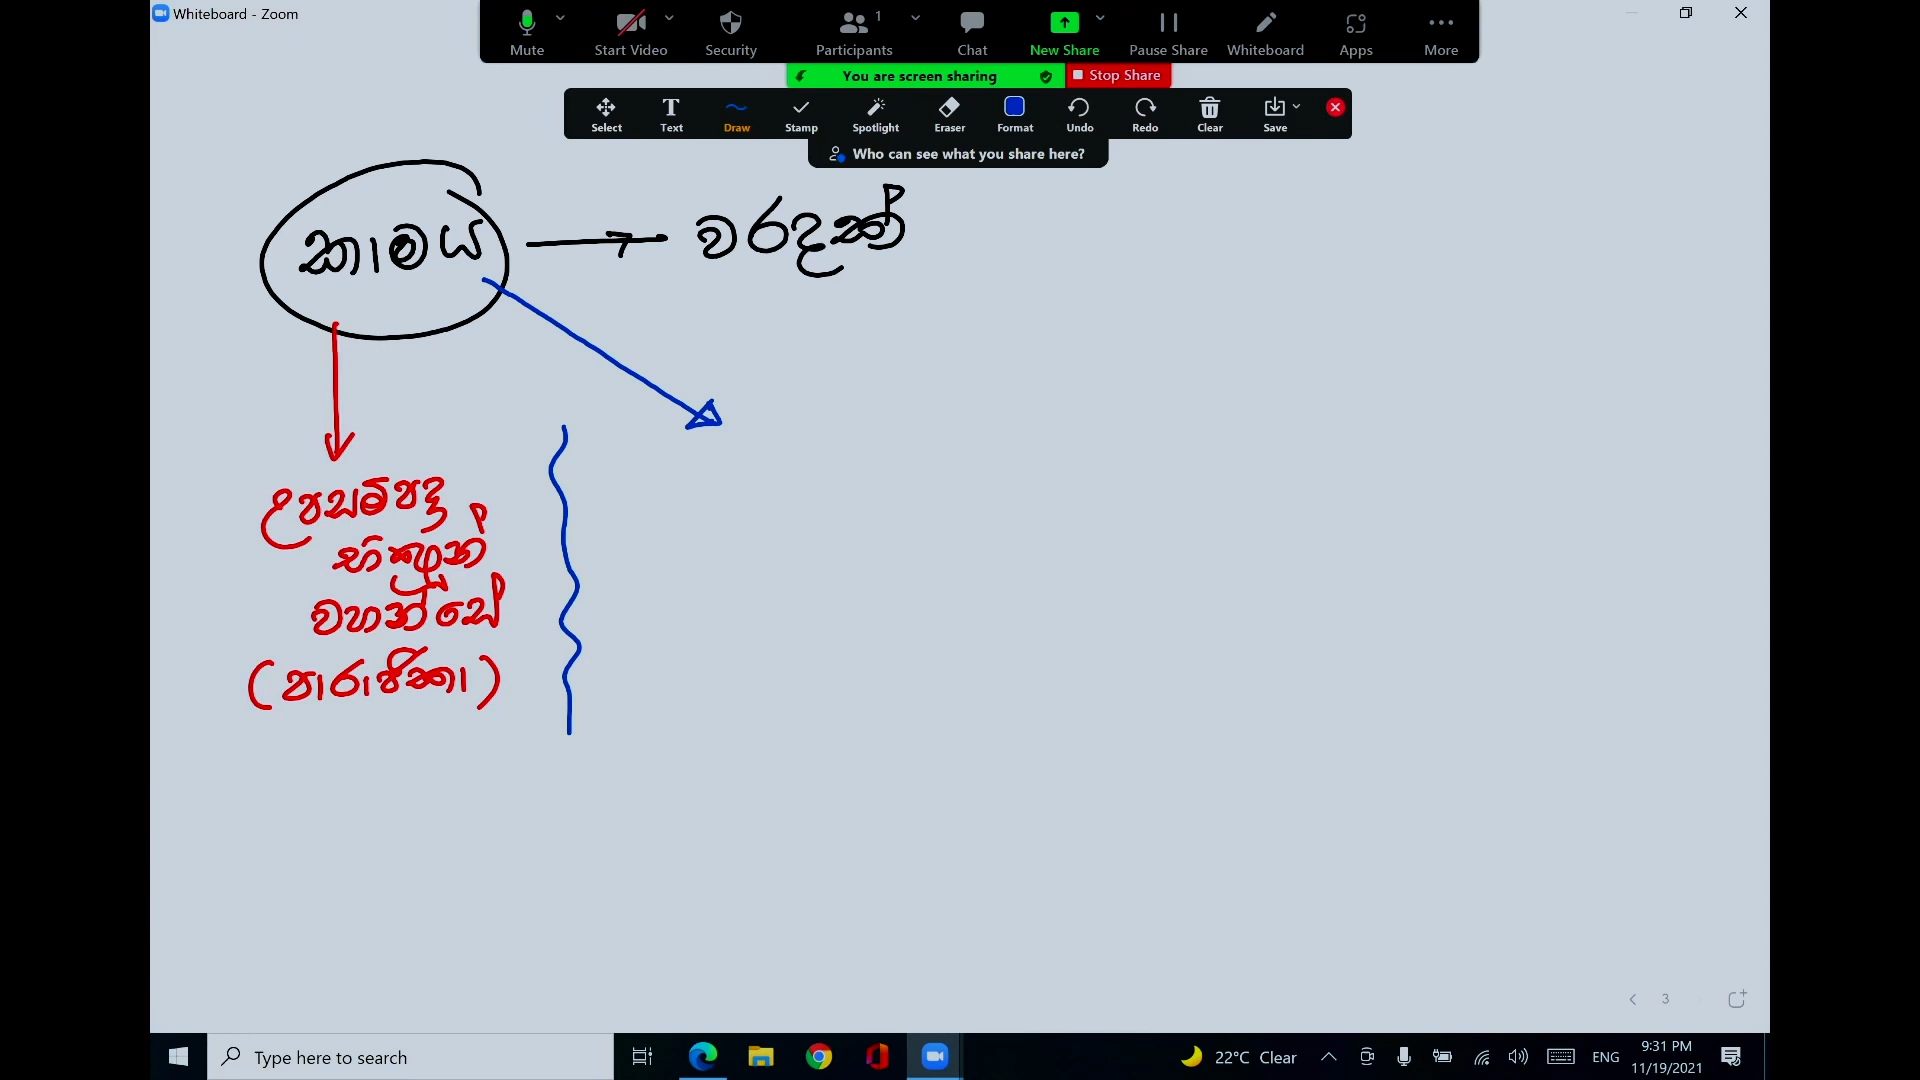 Whiteboard - Zoom
Mute
Start Video
Security
Participants 1
Chat
New Share
Pause Share
Whiteboard
Apps
More
You are screen sharing
Stop Share
Select
Text
Draw
Stamp
Spotlight
Eraser
Format
Undo
Redo
Clear
Save
Who can see what you share here?
කාමය
වරදක්
උපසම්පදා
භික්ෂූන්
වහන්සේ
(පාරාජිකා)
3
Type here to search
22°C Clear
ENG
9:31 PM
11/19/2021